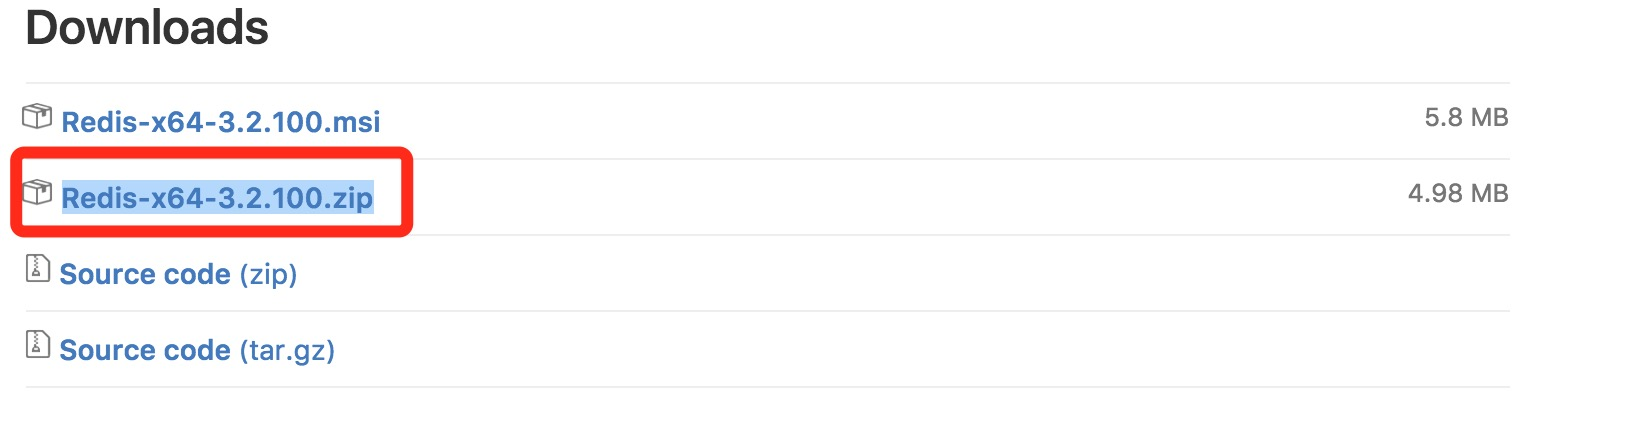 Downloads
Redis-x64-3.2.100.msi 5.8 MB
Redis-x64-3.2.100.zip 4.98 MB
Source code (zip)
Source code (tar.gz)